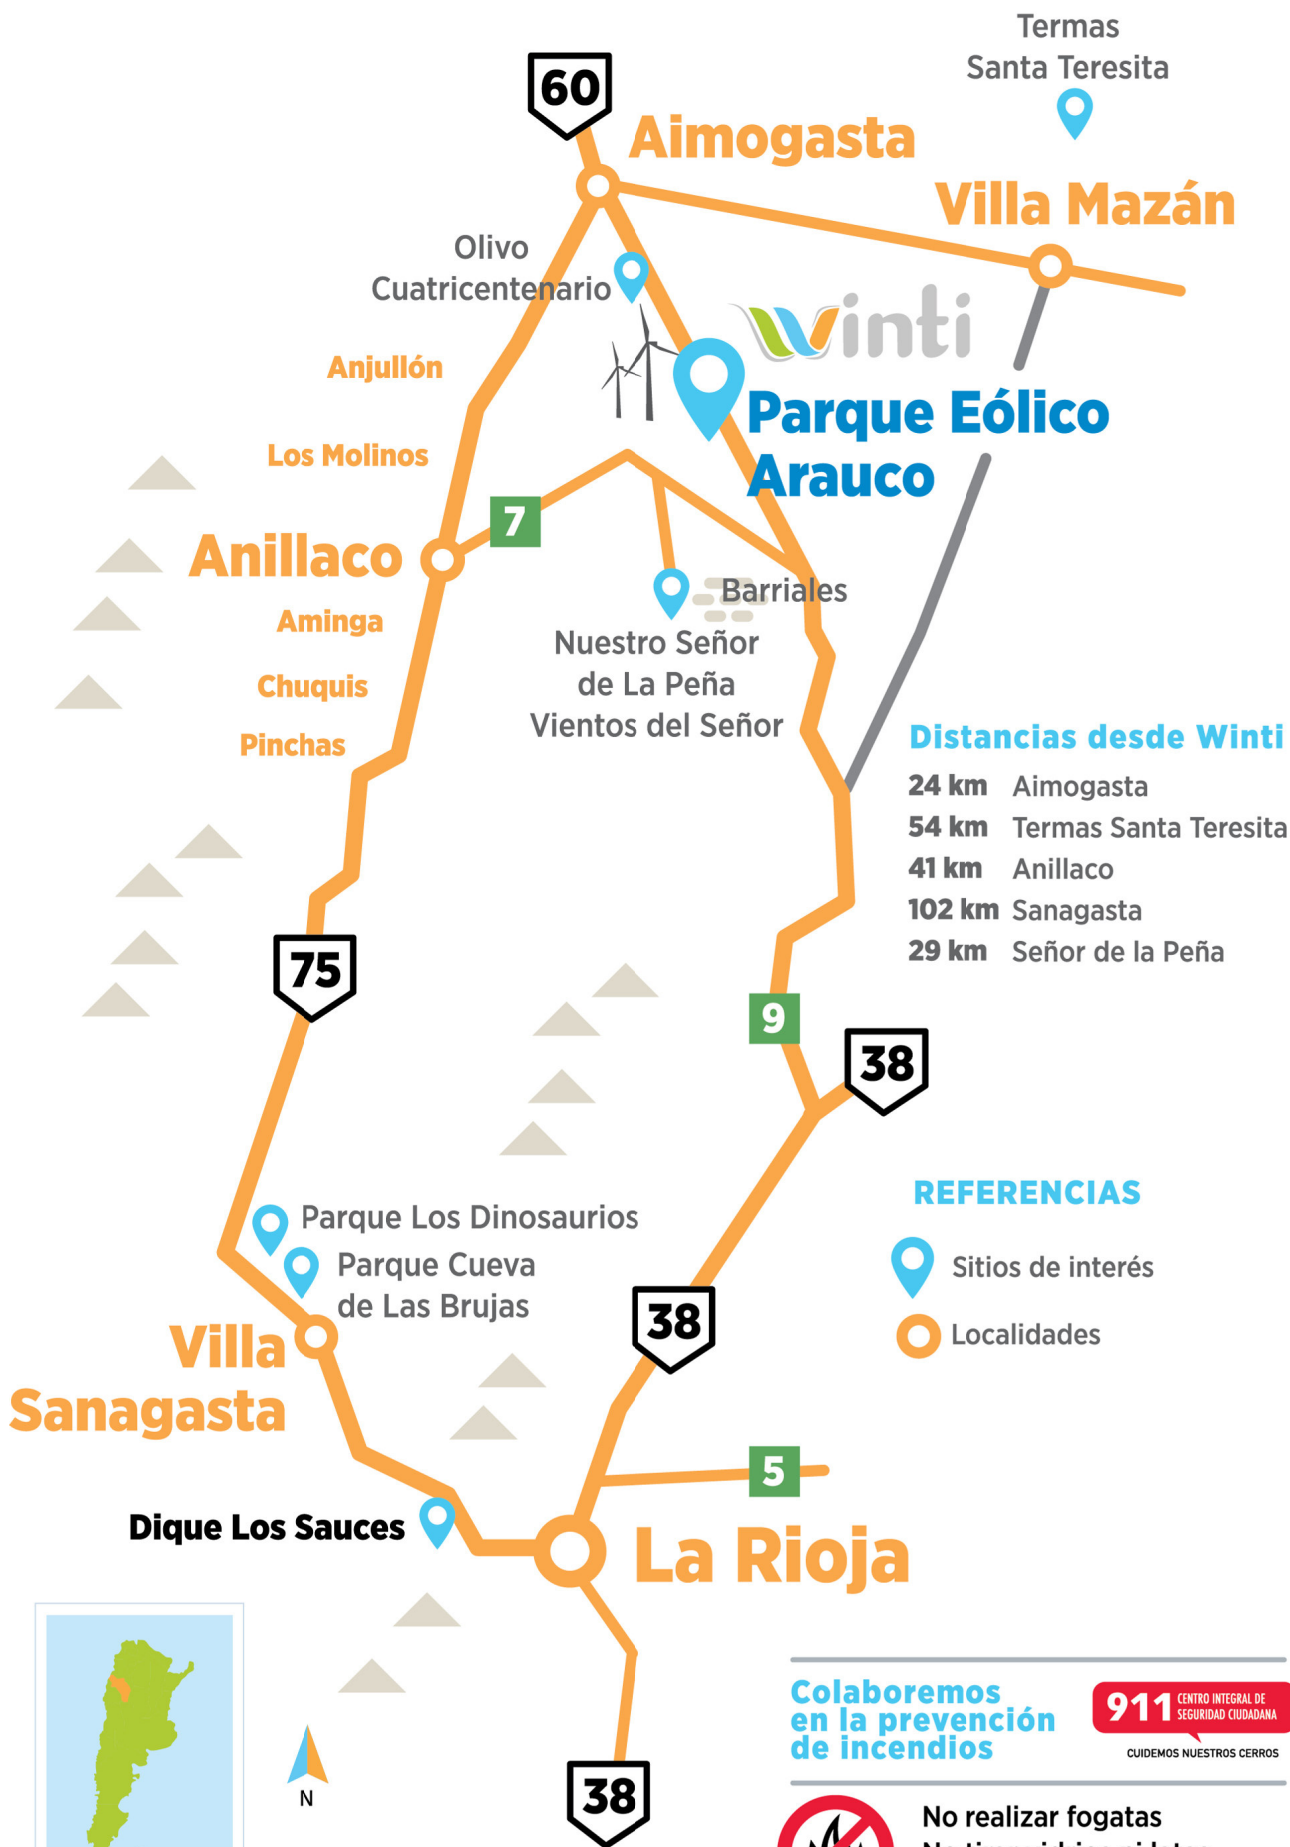 Termas
Santa Teresita
60
Aimogasta
Villa Mazán
Olivo
Cuatricentenario
winti
Anjullón
Parque Eólico
Arauco
Los Molinos
7
Anillaco
Barriales
Aminga
Nuestro Señor
de La Peña
Vientos del Señor
Chuquis
Pinchas
Distancias desde Winti
24 km Aimogasta
54 km Termas Santa Teresita
41 km Anillaco
102 km Sanagasta
29 km Señor de la Peña
75
9
38
REFERENCIAS
Sitios de interés
Localidades
Parque Los Dinosaurios
Parque Cueva
de Las Brujas
38
Villa
Sanagasta
5
Dique Los Sauces
La Rioja
Colaboremos
en la prevención
de incendios
911 CENTRO INTEGRAL DE
SEGURIDAD CIUDADANA
CUIDEMOS NUESTROS CERROS
N
38
No realizar fogatas